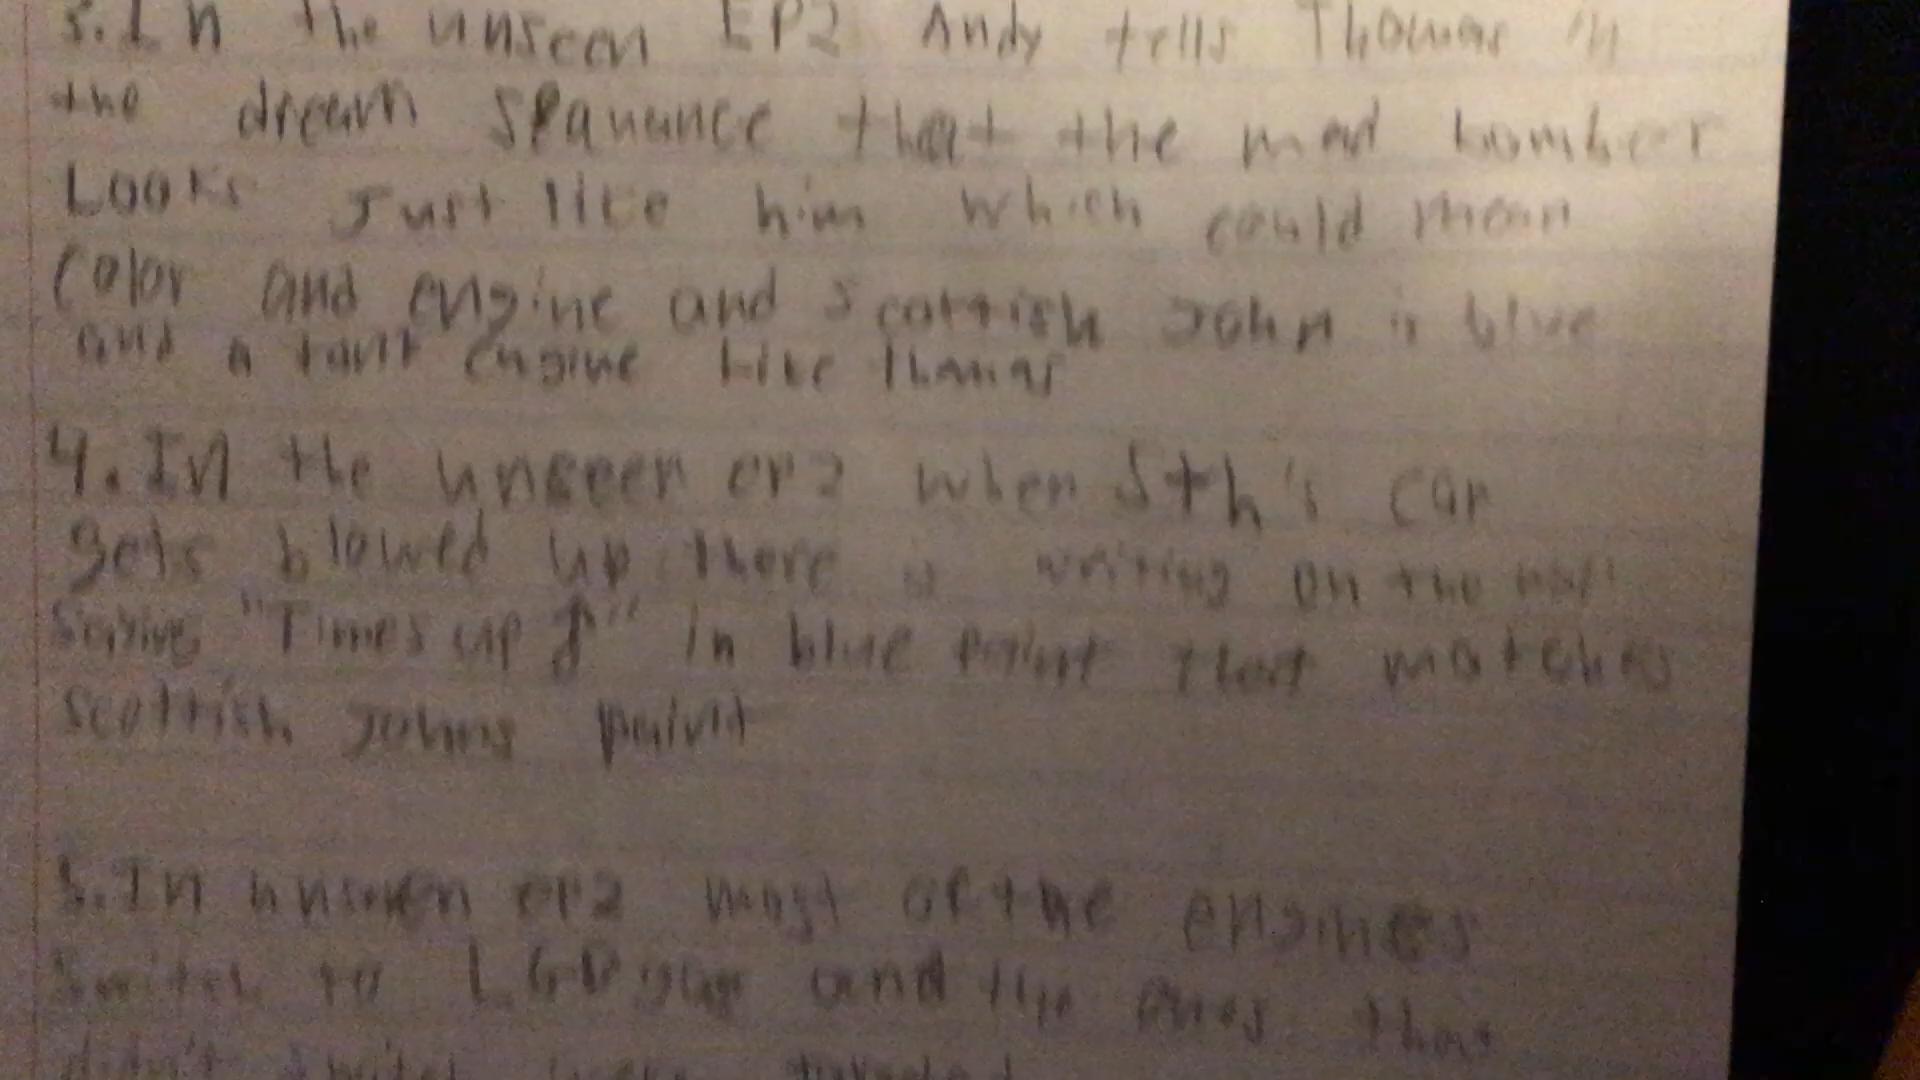 3. In the unseen EP2 Andy tells Thomas in
the dream spanunce that the mad bomber
Looks Just like him which could mean
Color and engine and Scottish John is blue
and a tank engine like Thomas
4. In the unseen ep2 when Sth's car
gets blowed up there is writing on the wall
saying "Times up J" in blue paint that matches
Scottish Johns paint
5. In unseen ep2 most of the engines
Switch to and the ones that
didn't